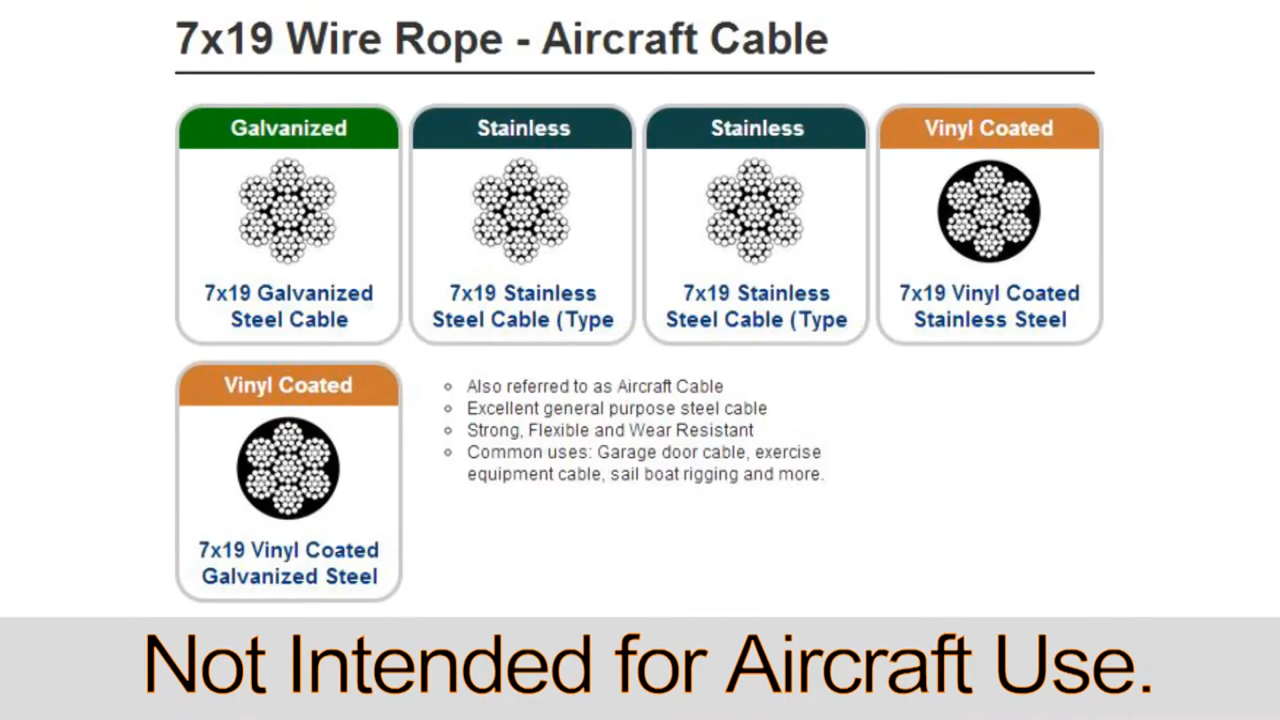 7x19 Wire Rope - Aircraft Cable
Galvanized
7x19 Galvanized
Steel Cable
Stainless
7x19 Stainless
Steel Cable (Type
Stainless
7x19 Stainless
Steel Cable (Type
Vinyl Coated
7x19 Vinyl Coated
Stainless Steel
Vinyl Coated
7x19 Vinyl Coated
Galvanized Steel
Also referred to as Aircraft Cable
Excellent general purpose steel cable
Strong, Flexible and Wear Resistant
Common uses: Garage door cable, exercise
equipment cable, sail boat rigging and more.
Not Intended for Aircraft Use.